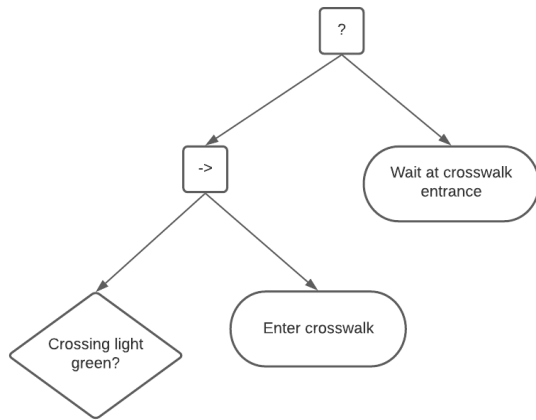 ?
->
Wait at crosswalk
entrance
Crossing light
green?
Enter crosswalk